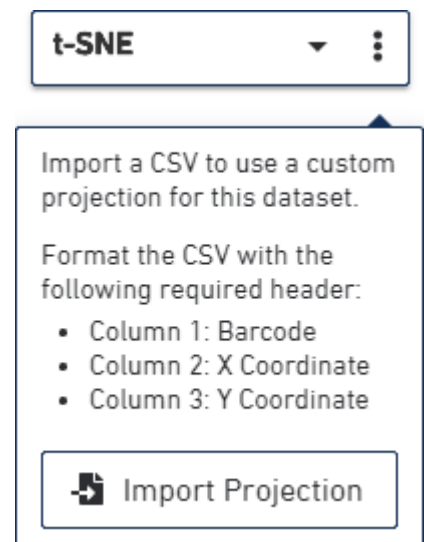 t-SNE
Import a CSV to use a custom
projection for this dataset.
Format the CSV with the
following required header:
• Column 1: Barcode
• Column 2: X Coordinate
• Column 3: Y Coordinate
Import Projection